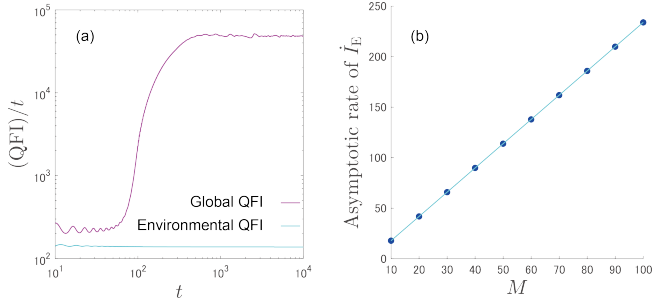 (a)
10^5
10^4
10^3
10^2
(QFI)/t
Global QFI
Environmental QFI
10^1 10^2 10^3 10^4
t
(b)
250
200
150
100
50
0
Asymptotic rate of İ_E
10 20 30 40 50 60 70 80 90 100
M